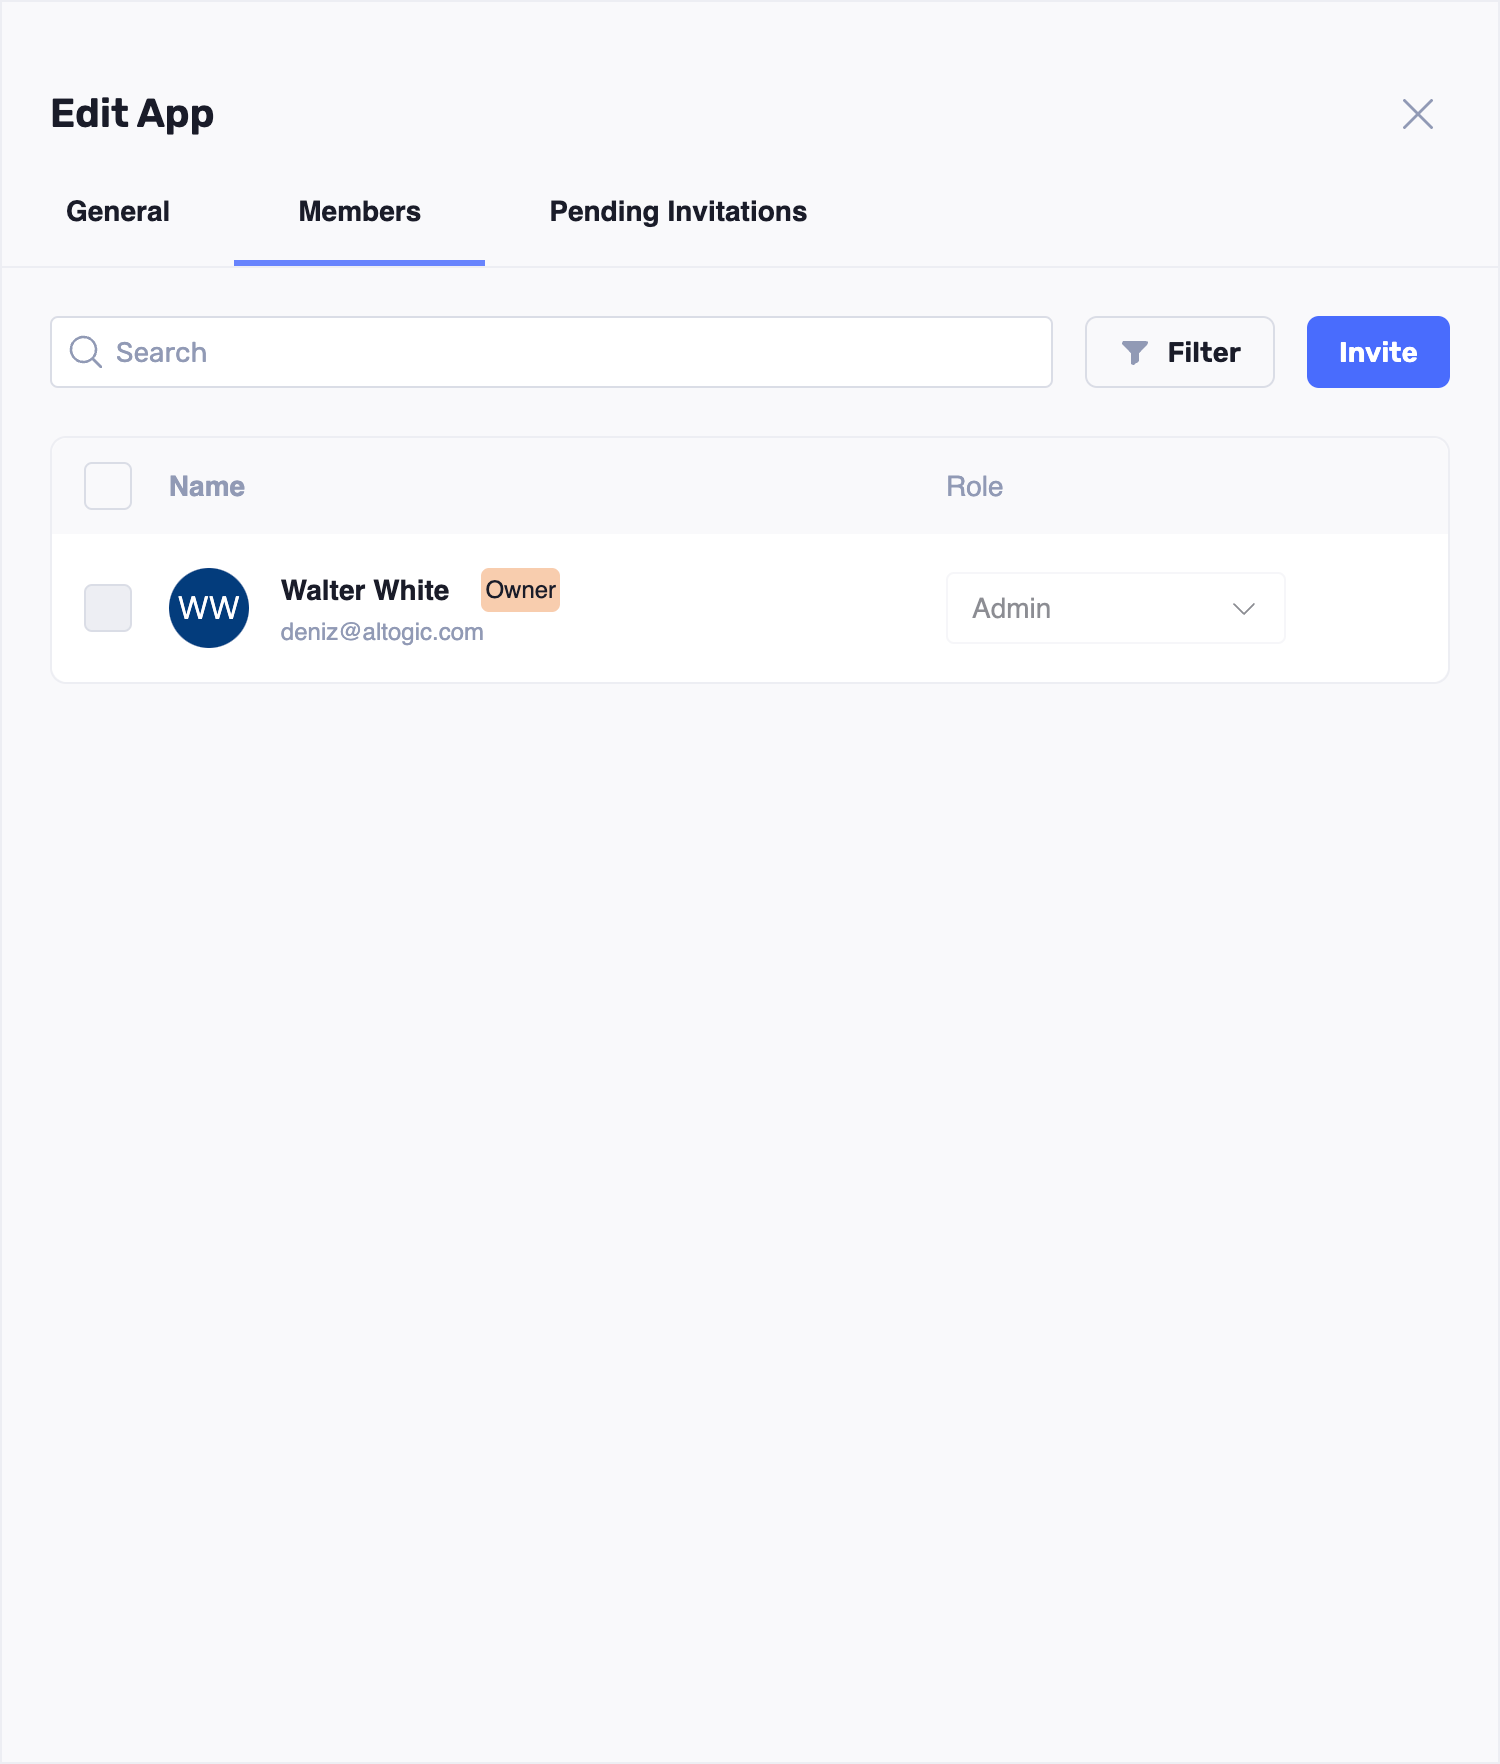 Edit App
General Members Pending Invitations
Search Filter Invite
Name Role
WW Walter White Owner Admin
deniz@altogic.com